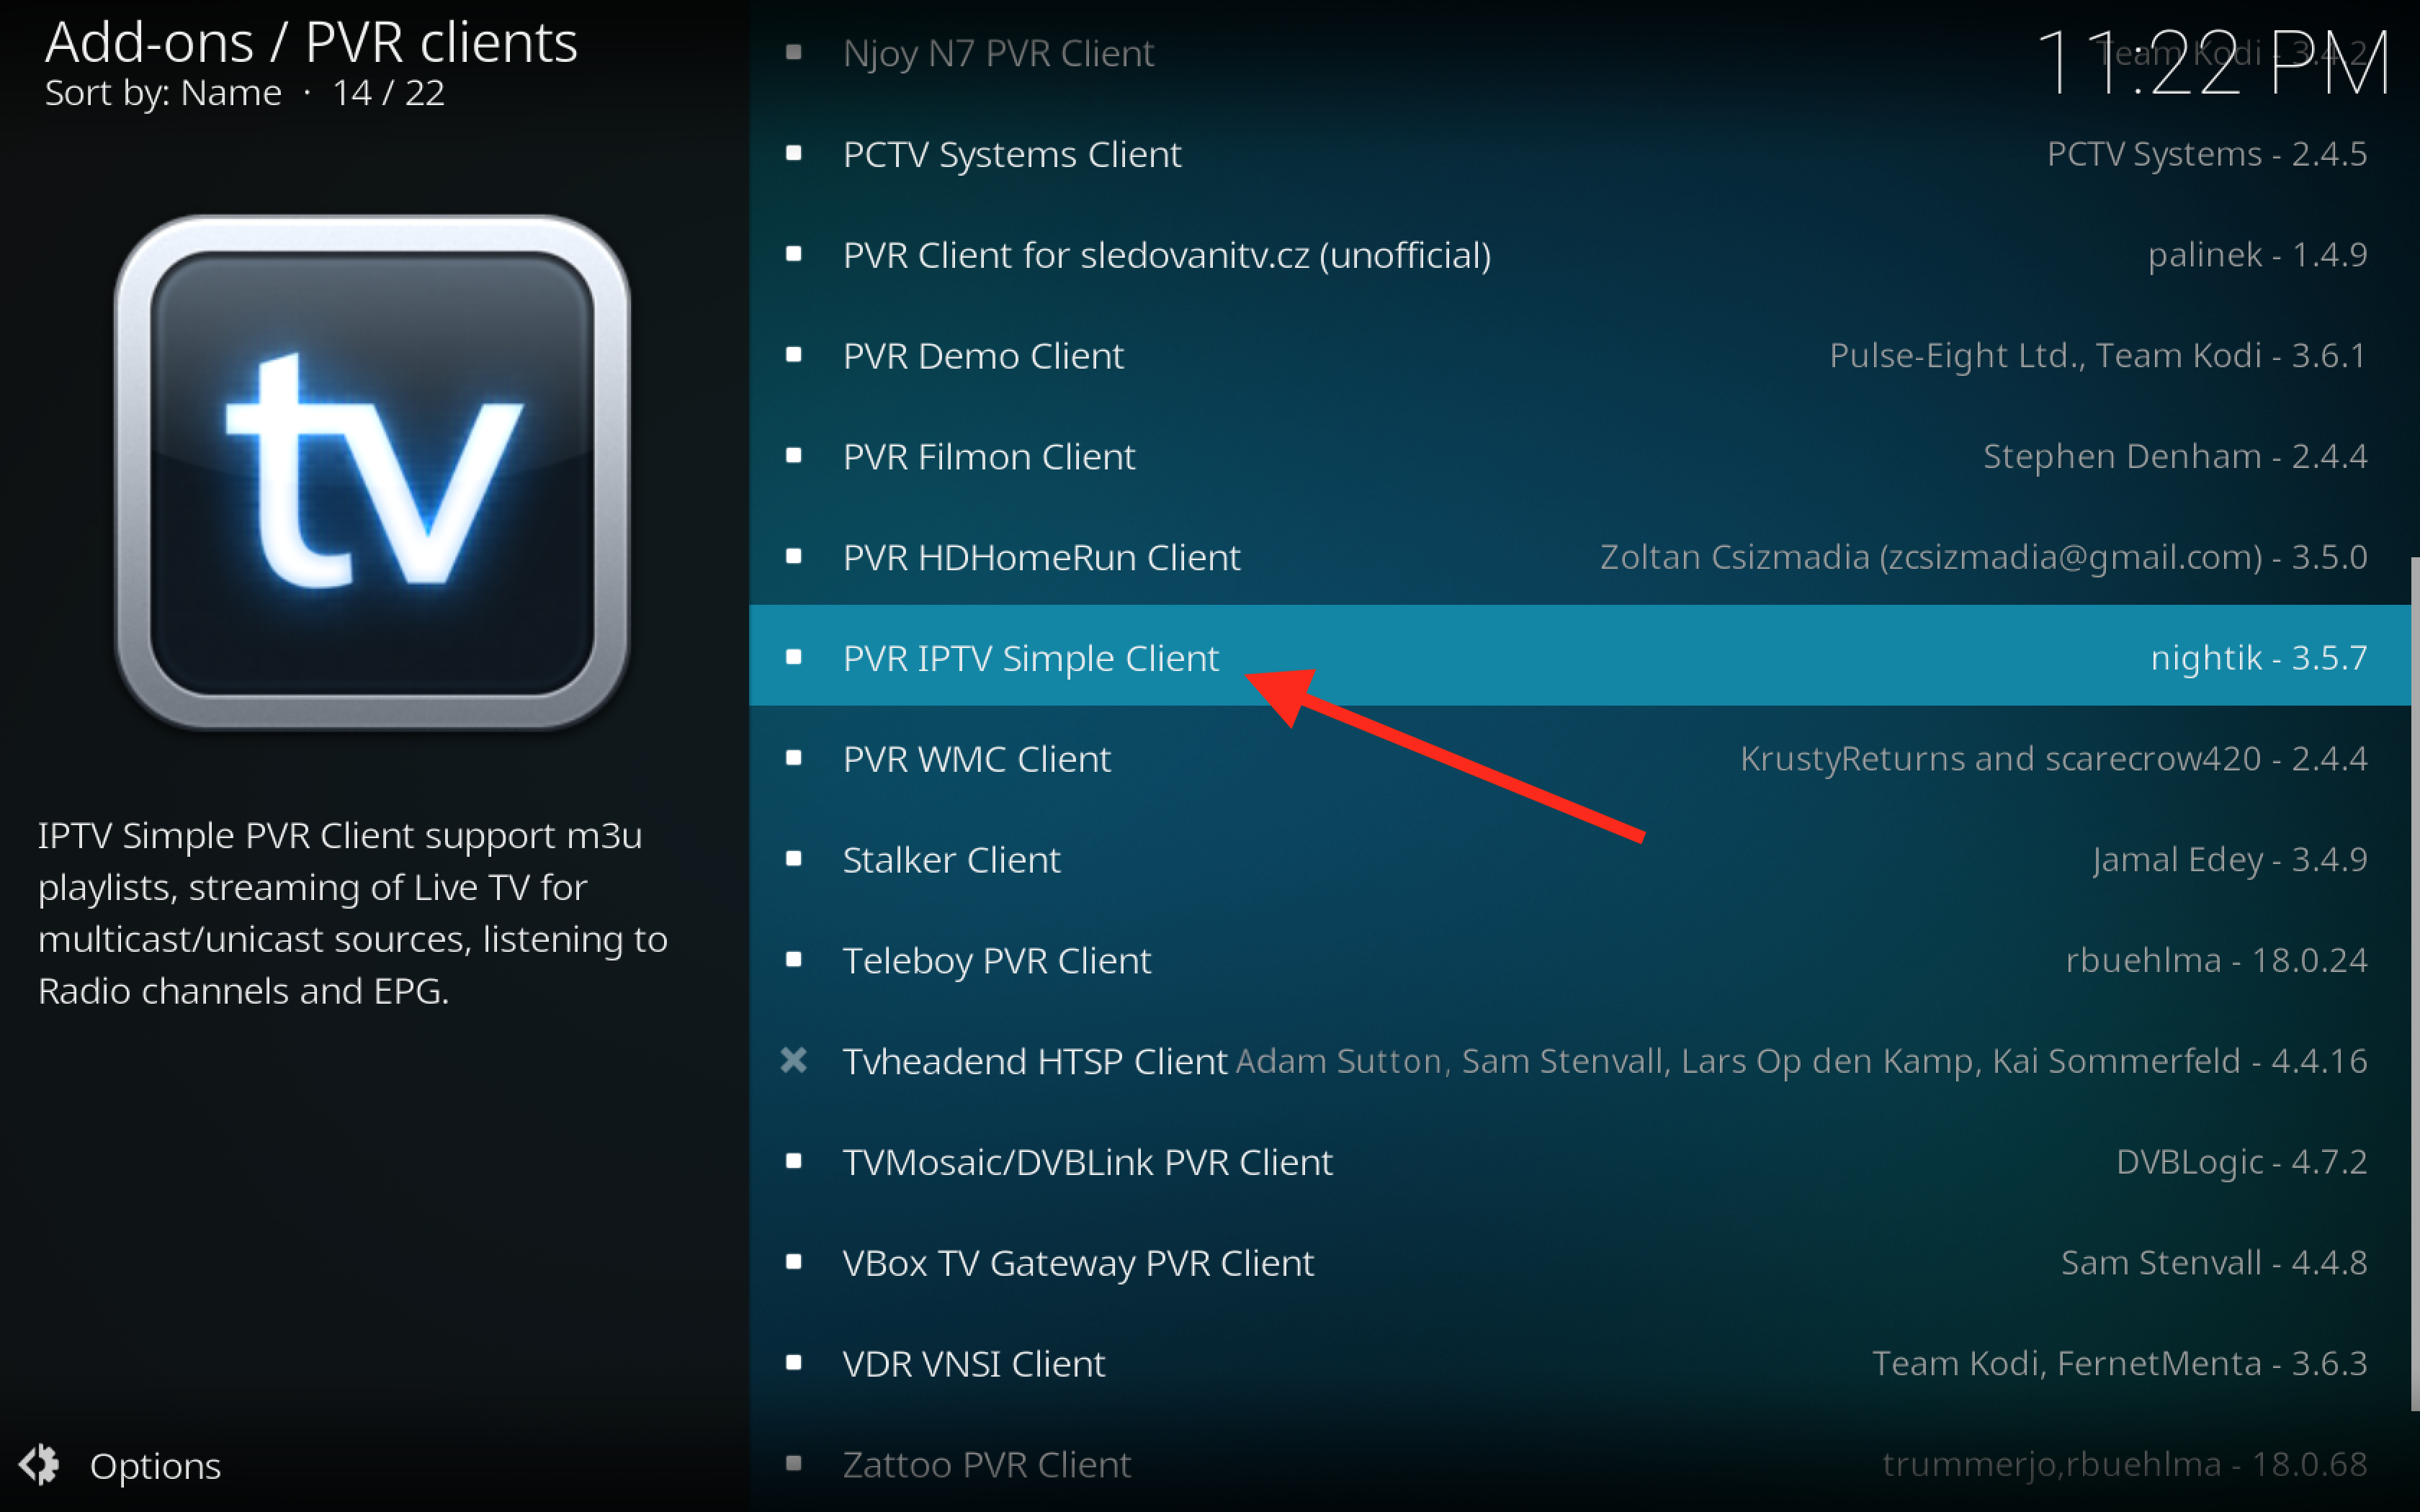 Add-ons / PVR clients
Sort by: Name · 14 / 22
11:22 PM
tv
IPTV Simple PVR Client support m3u
playlists, streaming of Live TV for
multicast/unicast sources, listening to
Radio channels and EPG.
Options
Njoy N7 PVR Client Team Kodi - 3.4.2
PCTV Systems Client PCTV Systems - 2.4.5
PVR Client for sledovanitv.cz (unofficial) palinek - 1.4.9
PVR Demo Client Pulse-Eight Ltd., Team Kodi - 3.6.1
PVR Filmon Client Stephen Denham - 2.4.4
PVR HDHomeRun Client Zoltan Csizmadia (zcsizmadia@gmail.com) - 3.5.0
PVR IPTV Simple Client nightik - 3.5.7
PVR WMC Client KrustyReturns and scarecrow420 - 2.4.4
Stalker Client Jamal Edey - 3.4.9
Teleboy PVR Client rbuehlma - 18.0.24
Tvheadend HTSP Client Adam Sutton, Sam Stenvall, Lars Op den Kamp, Kai Sommerfeld - 4.4.16
TVMosaic/DVBLink PVR Client DVBLogic - 4.7.2
VBox TV Gateway PVR Client Sam Stenvall - 4.4.8
VDR VNSI Client Team Kodi, FernetMenta - 3.6.3
Zattoo PVR Client trummerjo,rbuehlma - 18.0.68